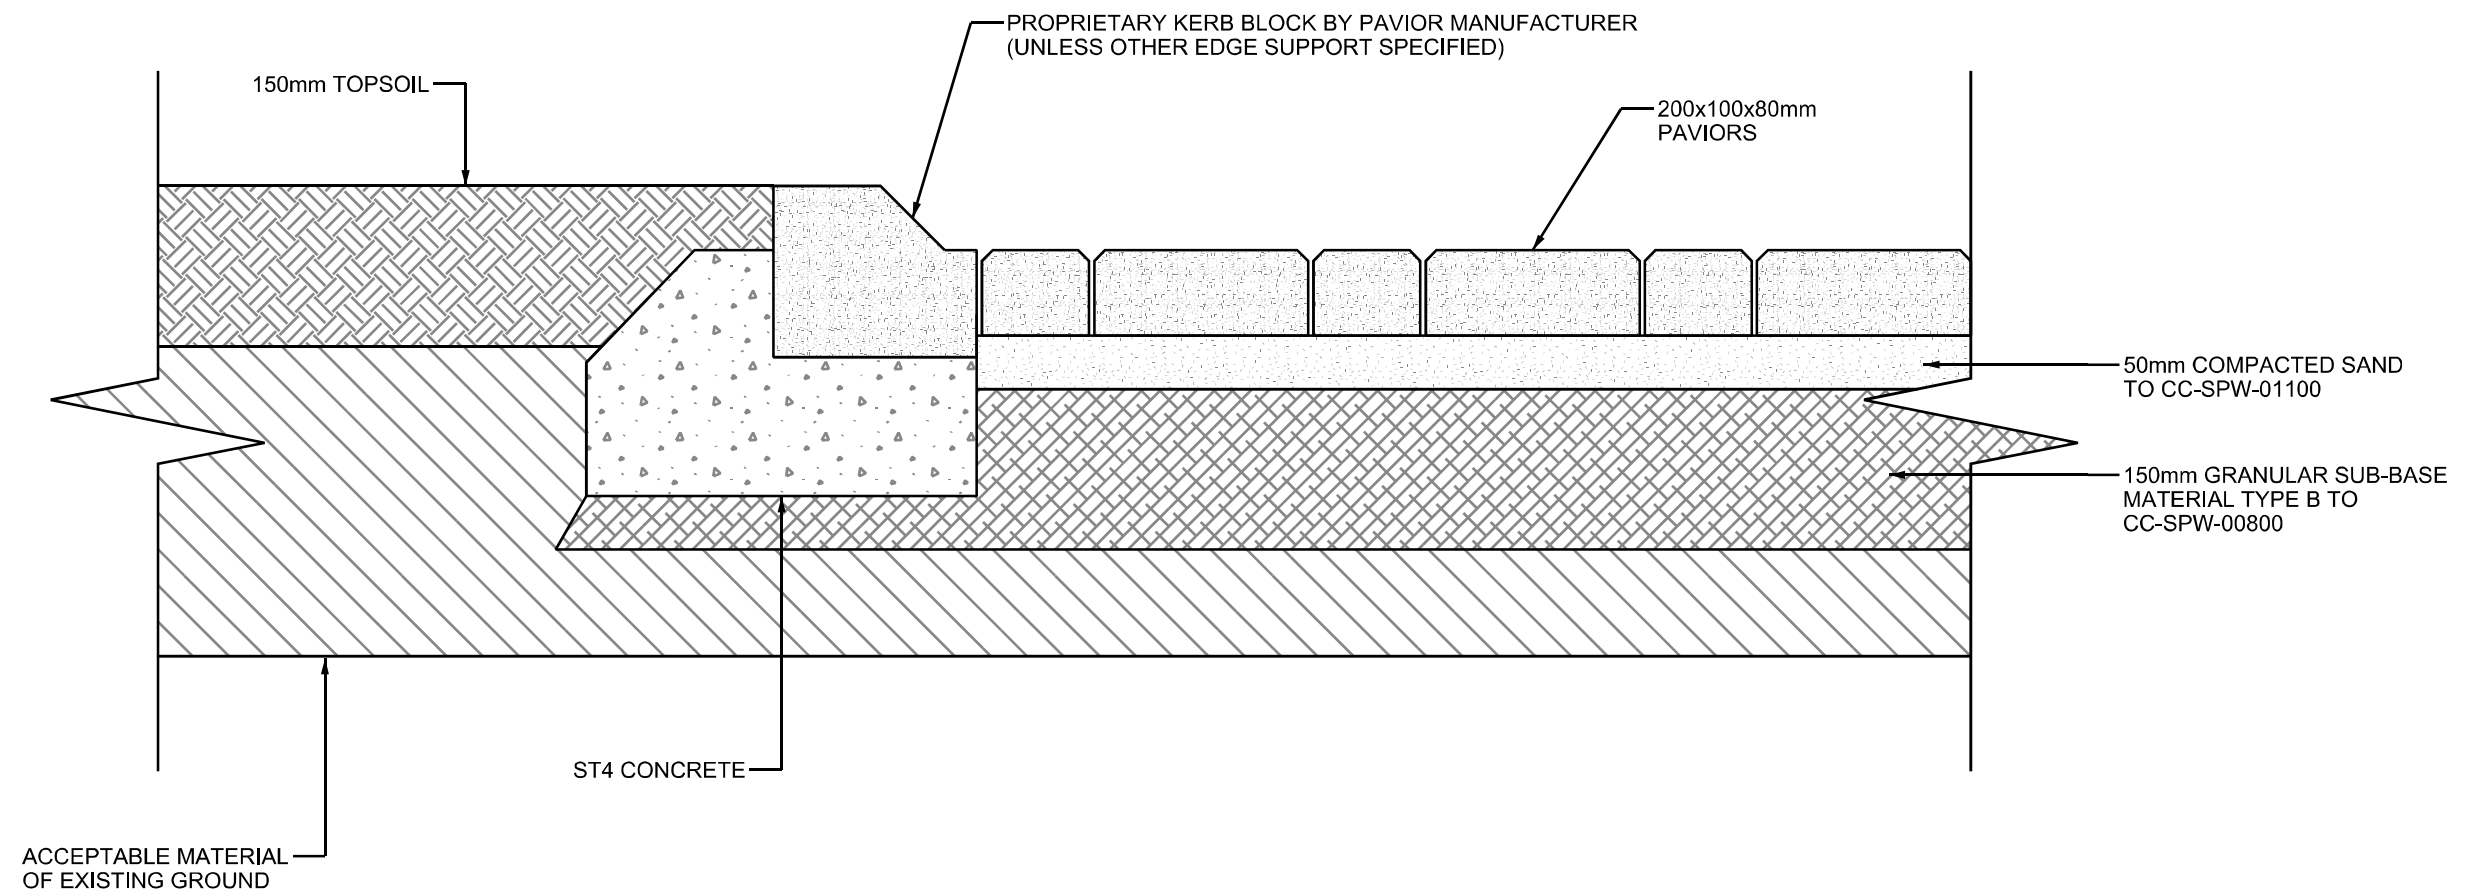 PROPRIETARY KERB BLOCK BY PAVIOR MANUFACTURER
(UNLESS OTHER EDGE SUPPORT SPECIFIED)
150mm TOPSOIL
200x100x80mm
PAVIORS
50mm COMPACTED SAND
TO CC-SPW-01100
150mm GRANULAR SUB-BASE
MATERIAL TYPE B TO
CC-SPW-00800
ST4 CONCRETE
ACCEPTABLE MATERIAL
OF EXISTING GROUND